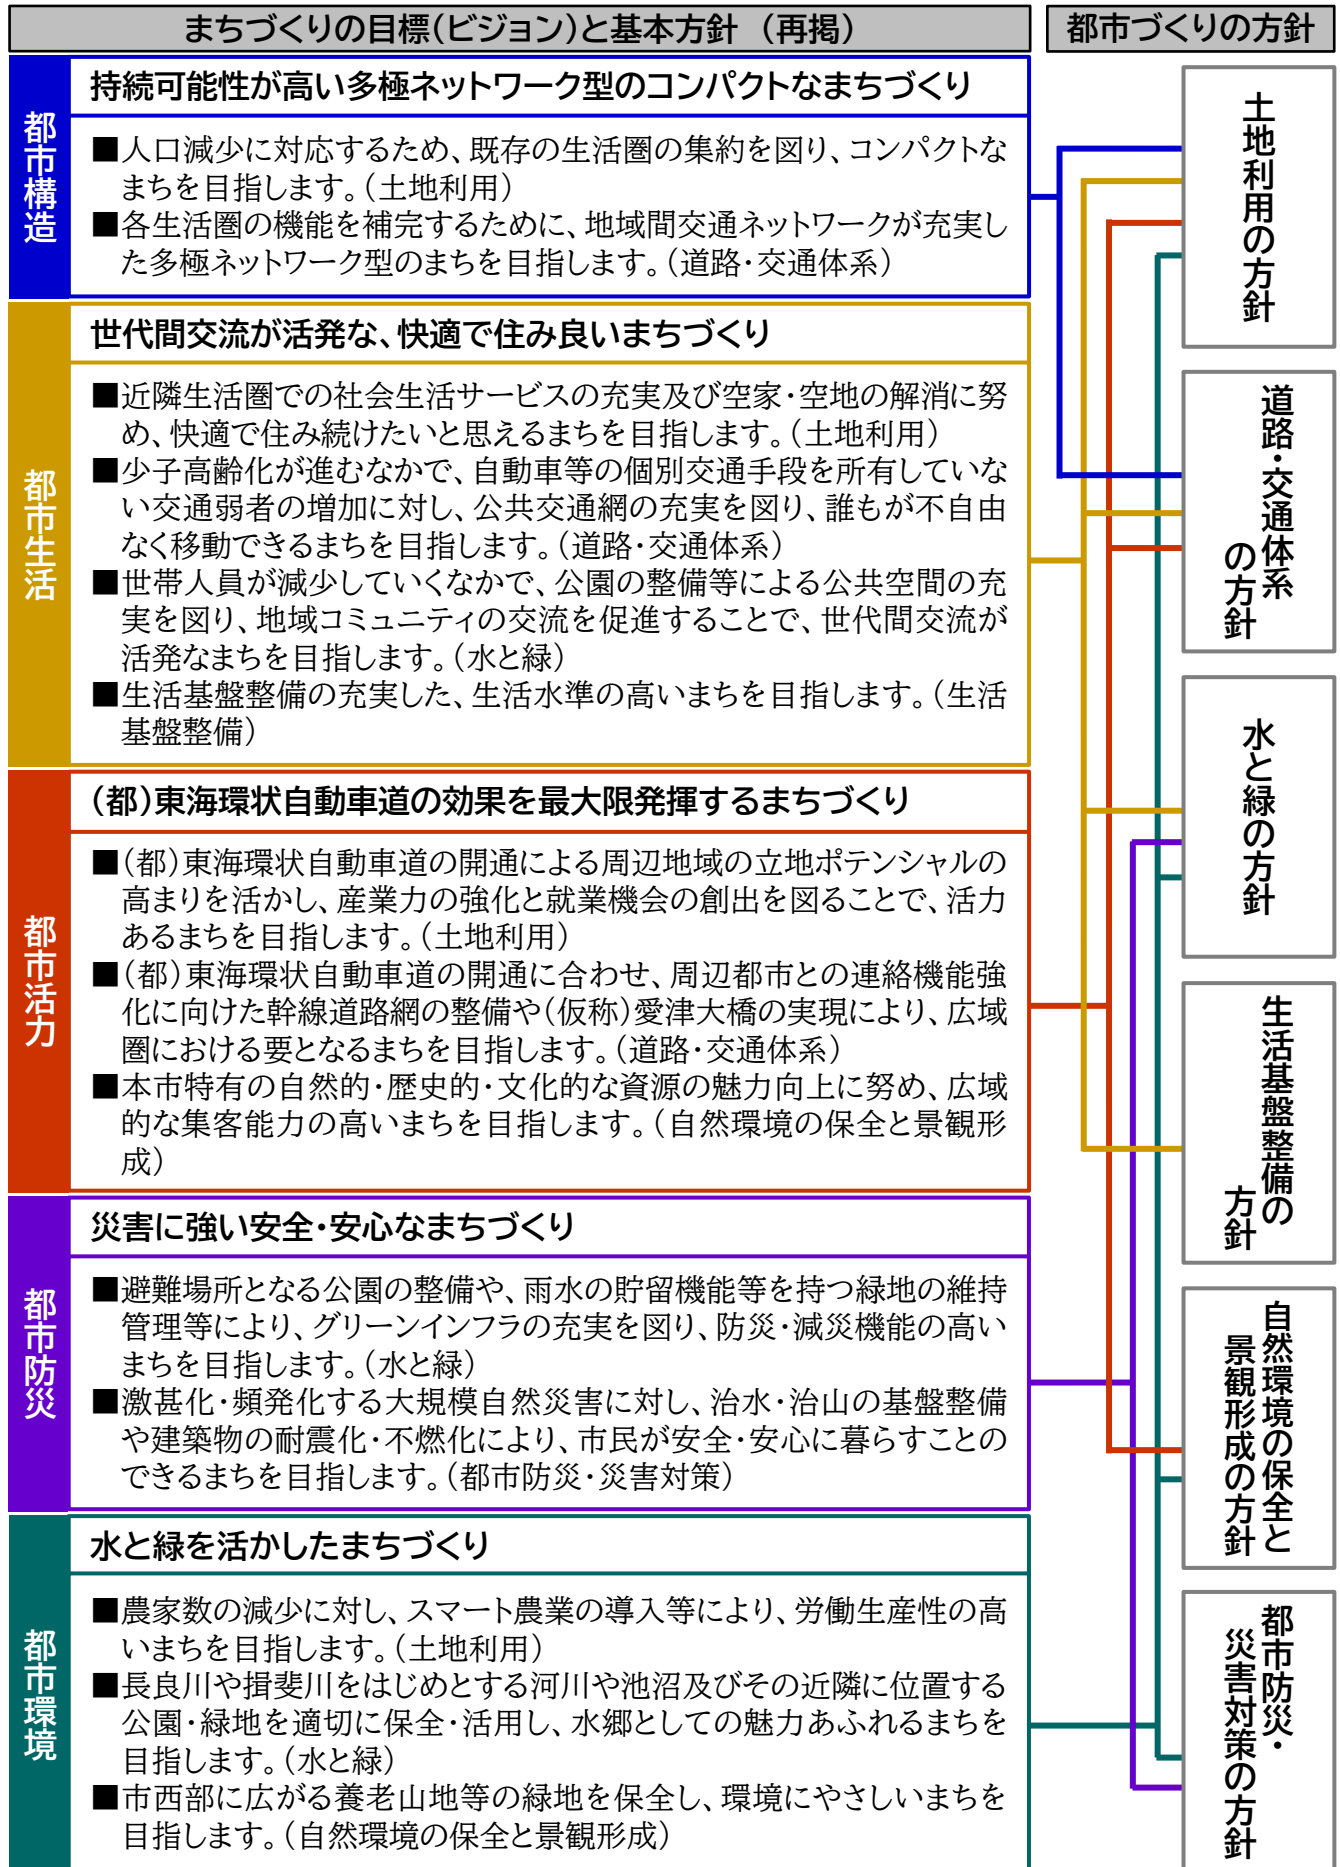 まちづくりの目標(ビジョン)と基本方針 (再掲)
都市づくりの方針
都市構造
持続可能性が高い多極ネットワーク型のコンパクトなまちづくり
■人口減少に対応するため、既存の生活圏の集約を図り、コンパクトな
まちを目指します。(土地利用)
■各生活圏の機能を補完するために、地域間交通ネットワークが充実し
た多極ネットワーク型のまちを目指します。(道路・交通体系)
都市生活
世代間交流が活発な、快適で住み良いまちづくり
■近隣生活圏での社会生活サービスの充実及び空家・空地の解消に努
め、快適で住み続けたいと思えるまちを目指します。(土地利用)
■少子高齢化が進むなかで、自動車等の個別交通手段を所有していな
い交通弱者の増加に対し、公共交通網の充実を図り、誰もが不自由
なく移動できるまちを目指します。(道路・交通体系)
■世帯人員が減少していくなかで、公園の整備等による公共空間の充
実を図り、地域コミュニティの交流を促進することで、世代間交流が
活発なまちを目指します。(水と緑)
■生活基盤整備の充実した、生活水準の高いまちを目指します。(生活
基盤整備)
都市活力
(都)東海環状自動車道の効果を最大限発揮するまちづくり
■(都)東海環状自動車道の開通による周辺地域の立地ポテンシャルの
高まりを活かし、産業力の強化と就業機会の創出を図ることで、活力
あるまちを目指します。(土地利用)
■(都)東海環状自動車道の開通に合わせ、周辺都市との連絡機能強
化に向けた幹線道路網の整備や(仮称)愛津大橋の実現により、広域
圏における要となるまちを目指します。(道路・交通体系)
■本市特有の自然的・歴史的・文化的な資源の魅力向上に努め、広域
的な集客能力の高いまちを目指します。(自然環境の保全と景観形
成)
都市防災
災害に強い安全・安心なまちづくり
■避難場所となる公園の整備や、雨水の貯留機能等を持つ緑地の維持
管理等により、グリーンインフラの充実を図り、防災・減災機能の高い
まちを目指します。(水と緑)
■激甚化・頻発化する大規模自然災害に対し、治水・治山の基盤整備
や建築物の耐震化・不燃化により、市民が安全・安心に暮らすことの
できるまちを目指します。(都市防災・災害対策)
都市環境
水と緑を活かしたまちづくり
■農家数の減少に対し、スマート農業の導入等により、労働生産性の高
いまちを目指します。(土地利用)
■長良川や揖斐川をはじめとする河川や池沼及びその近隣に位置する
公園・緑地を適切に保全・活用し、水郷としての魅力あふれるまちを
目指します。(水と緑)
■市西部に広がる養老山地等の緑地を保全し、環境にやさしいまちを
目指します。(自然環境の保全と景観形成)
土地利用の方針
道路・交通体系
の方針
水と緑の方針
生活基盤整備の
方針
自然環境の保全と
景観形成の方針
都市防災・
災害対策の方針